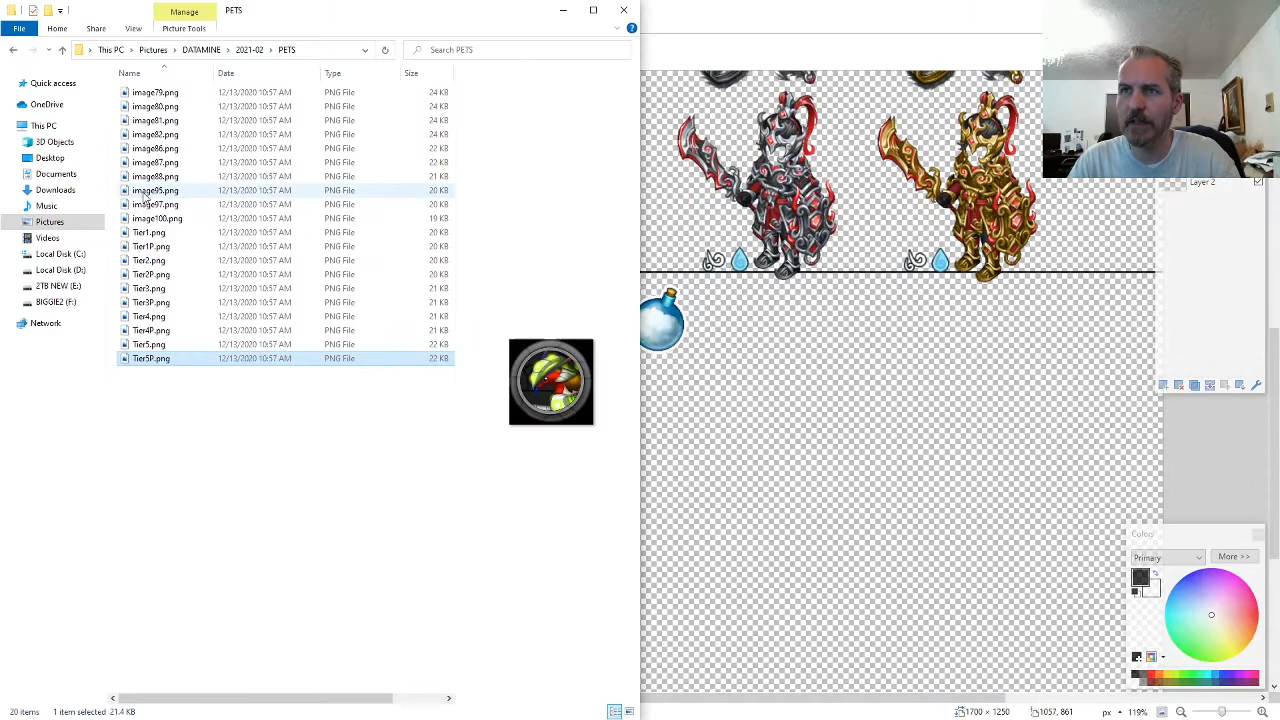 Manage
PETS
File
Home
Share
View
Picture Tools
This PC
Pictures
DATAMINE
2021-02
PETS
Search PETS
Name
Date
Type
Size
Quick access
OneDrive
This PC
3D Objects
Desktop
Documents
Downloads
Music
Pictures
Videos
Local Disk (C:)
Local Disk (D:)
2TB NEW (E:)
BIGGIE2 (F:)
Network
image79.png 12/13/2020 10:57 AM PNG File 24 KB
image80.png 12/13/2020 10:57 AM PNG File 24 KB
image81.png 12/13/2020 10:57 AM PNG File 24 KB
image82.png 12/13/2020 10:57 AM PNG File 24 KB
image86.png 12/13/2020 10:57 AM PNG File 22 KB
image87.png 12/13/2020 10:57 AM PNG File 22 KB
image88.png 12/13/2020 10:57 AM PNG File 21 KB
image95.png 12/13/2020 10:57 AM PNG File 20 KB
image97.png 12/13/2020 10:57 AM PNG File 20 KB
image100.png 12/13/2020 10:57 AM PNG File 19 KB
Tier1.png 12/13/2020 10:57 AM PNG File 20 KB
Tier1P.png 12/13/2020 10:57 AM PNG File 20 KB
Tier2.png 12/13/2020 10:57 AM PNG File 20 KB
Tier2P.png 12/13/2020 10:57 AM PNG File 20 KB
Tier3.png 12/13/2020 10:57 AM PNG File 21 KB
Tier3P.png 12/13/2020 10:57 AM PNG File 21 KB
Tier4.png 12/13/2020 10:57 AM PNG File 21 KB
Tier4P.png 12/13/2020 10:57 AM PNG File 21 KB
Tier5.png 12/13/2020 10:57 AM PNG File 22 KB
Tier5P.png 12/13/2020 10:57 AM PNG File 22 KB
20 items
1 item selected 21.4 KB
Layer 2
Colors
Primary
More >>
1700 × 1250
1057, 861
px
119%